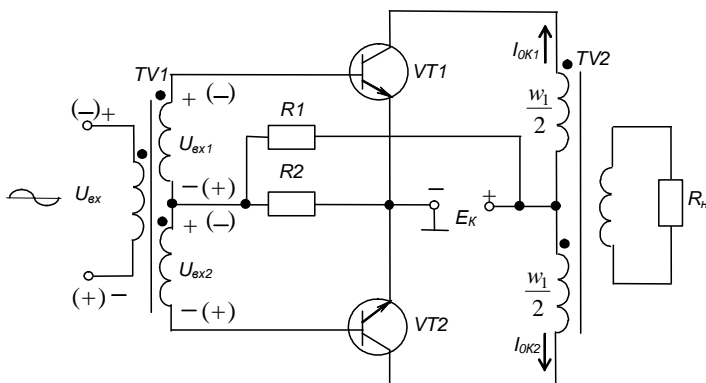 TV1
VT1
I0K1
TV2
(–)+
+ (–)
R1
w1/2
Uвх
Uвх1
R2
–
+
–(+)
Eк
Rн
+ (–)
(+) –
Uвх2
–(+)
w1/2
VT2
I0K2